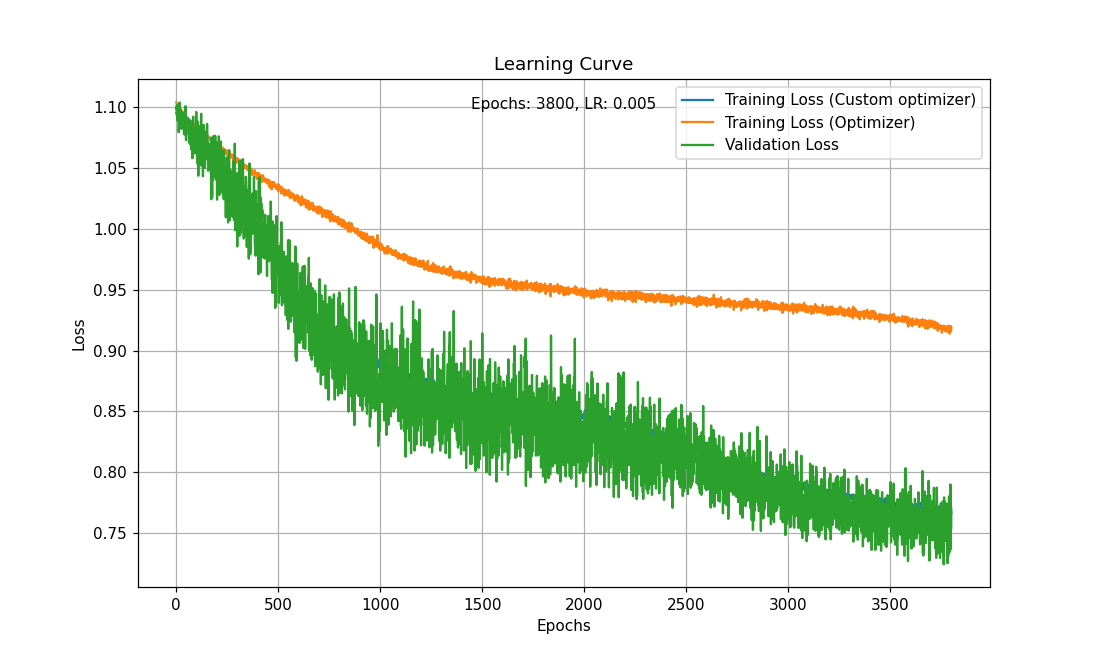 Learning Curve
Epochs: 3800, LR: 0.005
Training Loss (Custom optimizer)
Training Loss (Optimizer)
Validation Loss
Loss
1.10
1.05
1.00
0.95
0.90
0.85
0.80
0.75
0
500
1000
1500
2000
2500
3000
3500
Epochs